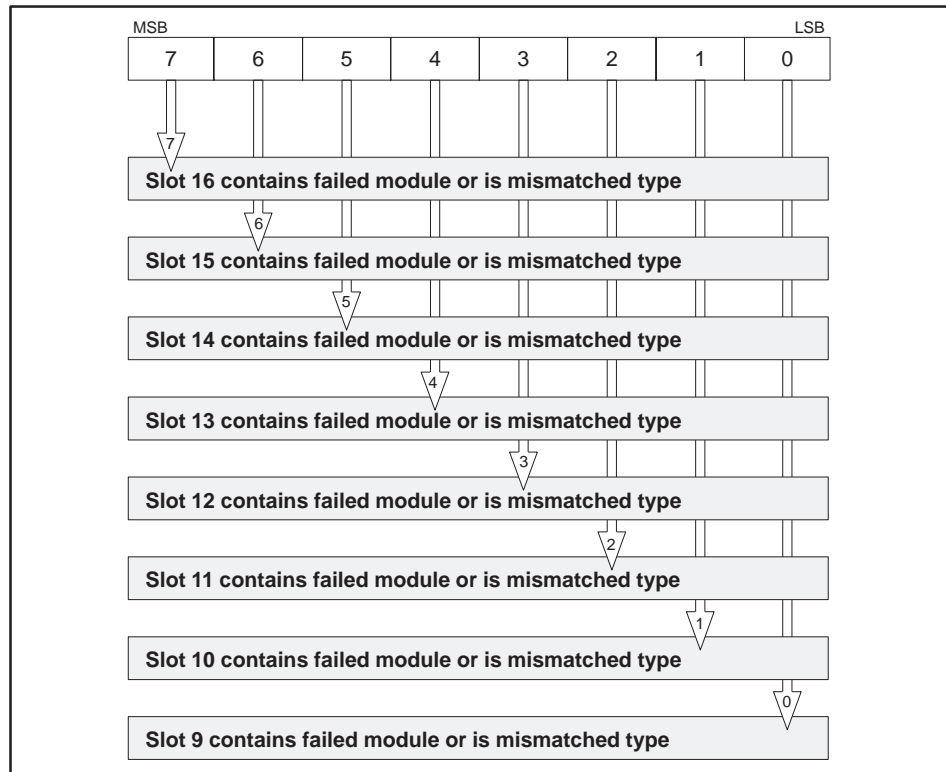 MSB LSB
7 6 5 4 3 2 1 0
7
Slot 16 contains failed module or is mismatched type
6
Slot 15 contains failed module or is mismatched type
5
Slot 14 contains failed module or is mismatched type
4
Slot 13 contains failed module or is mismatched type
3
Slot 12 contains failed module or is mismatched type
2
Slot 11 contains failed module or is mismatched type
1
Slot 10 contains failed module or is mismatched type
0
Slot 9 contains failed module or is mismatched type